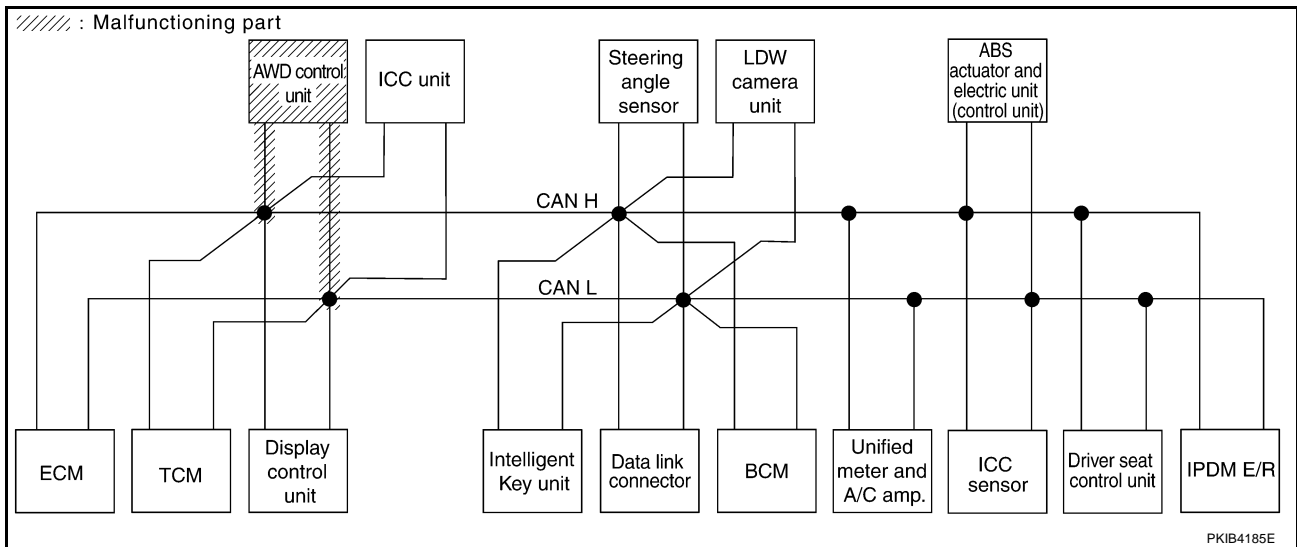 : Malfunctioning part
AWD control
unit
ICC unit
Steering
angle
sensor
LDW
camera
unit
ABS
actuator and
electric unit
(control unit)
CAN H
CAN L
ECM
TCM
Display
control
unit
Intelligent
Key unit
Data link
connector
BCM
Unified
meter and
A/C amp.
ICC
sensor
Driver seat
control unit
IPDM E/R
PKIB4185E